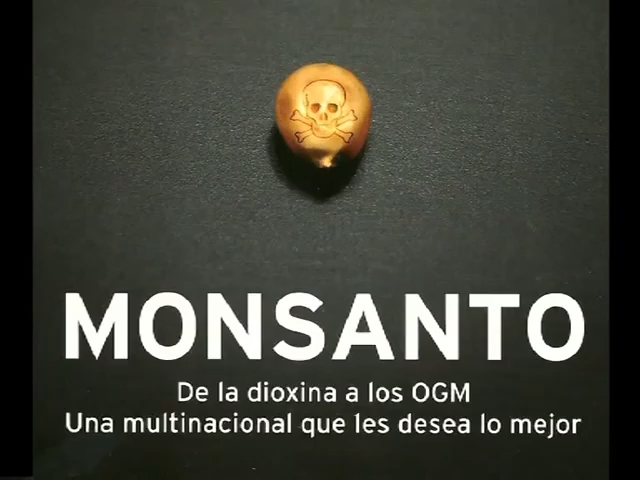 MONSANTO
De la dioxina a los OGM
Una multinacional que les desea lo mejor